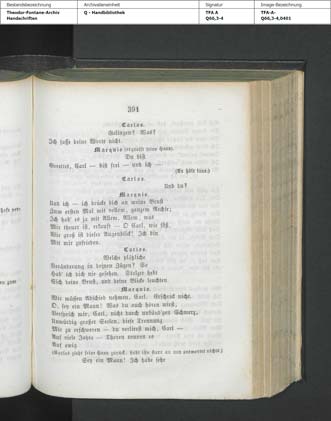 Bestandsbezeichnung
Archivalieneinheit
Signatur
Image-Bezeichnung
Theodor-Fontane-Archiv
Handschriften
Q - Handbibliothek
TFA A
Q66,3-4
TFA-A-
Q66,3-4,0401
391
Carlos.
Gelungen? Was?
Ich fasse deine Worte nicht.
Marquis (ergreift seine Hand).
Du bist
Gerettet, Carl — bist frei — und ich —
(Er hält inne.)
Carlos.
Und du?
Marquis.
Und ich — ich drücke dich an meine Brust
Zum ersten Mal mit vollem, ganzem Rechte;
Ich hab' es ja mit Allem, Allem, was
Mir theuer ist, erkauft — O Carl, wie süß,
Wie groß ist dieser Augenblick! Ich bin
Mit mir zufrieden.
Carlos.
Welche plötzliche
Veränderung in deinen Zügen? So
Hab' ich dich nie gesehen. Stolzer hebt
Sich deine Brust, und deine Blicke leuchten.
Marquis.
Wir müssen Abschied nehmen, Carl. Erschrick nicht.
O, sey ein Mann! Was du auch hören wirst,
Versprich mir, Carl, nicht durch unbänd'gen Schmerz,
Unwürdig großer Seelen, diese Trennung
Mir zu erschweren — du verlierst mich, Carl —
Auf viele Jahre — Thoren nennen es
Auf ewig.
(Carlos zieht seine Hand zurück, sieht ihn starr an und antwortet nichts.)
Sey ein Mann! Ich habe sehr